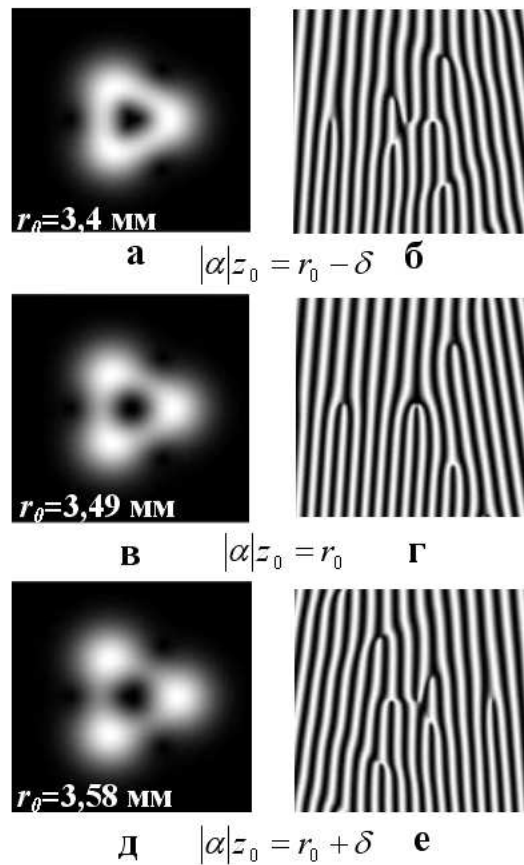 r₀=3,4 мм
а |α|z₀ = r₀ − δ б
r₀=3,49 мм
в |α|z₀ = r₀ г
r₀=3,58 мм
д |α|z₀ = r₀ + δ е